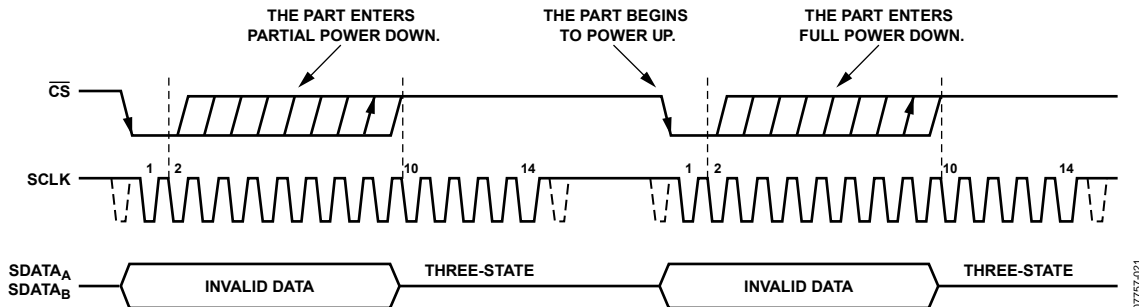 THE PART ENTERS
PARTIAL POWER DOWN.
THE PART BEGINS
TO POWER UP.
THE PART ENTERS
FULL POWER DOWN.
CS
SCLK
1
2
10
14
1
2
10
14
SDATAA
SDATAB
INVALID DATA
THREE-STATE
INVALID DATA
THREE-STATE